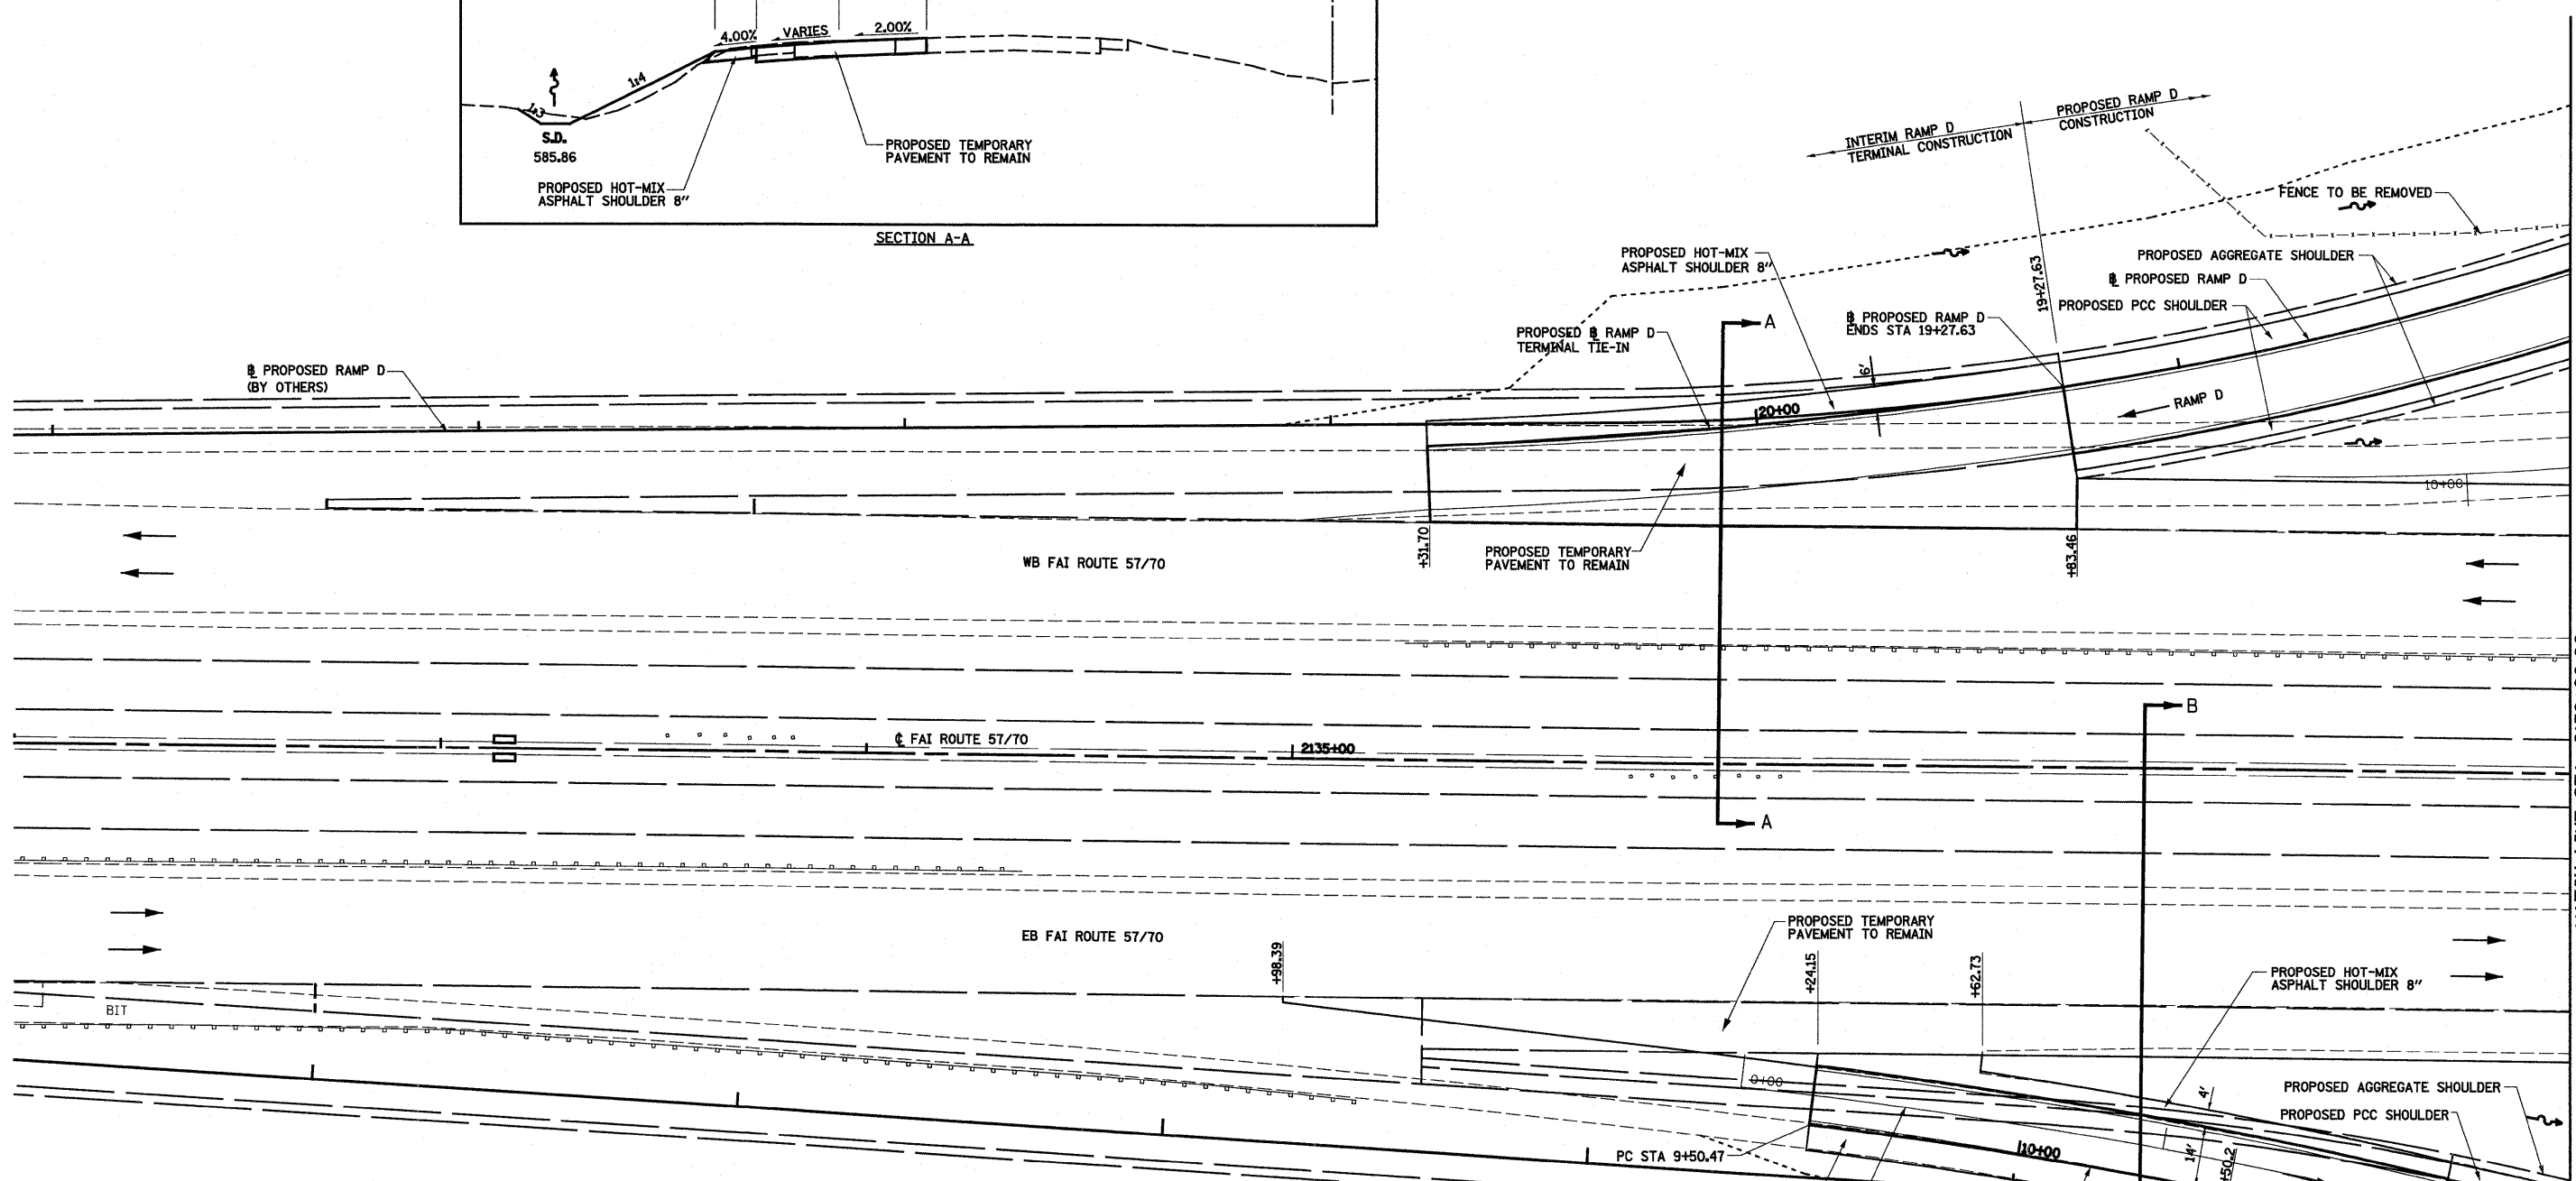 4.00%
VARIES
2.00%
1:4
1:3
S.D.
585.86
PROPOSED TEMPORARY
PAVEMENT TO REMAIN
PROPOSED HOT-MIX
ASPHALT SHOULDER 8"
SECTION A-A
INTERIM RAMP D
TERMINAL CONSTRUCTION
PROPOSED RAMP D
CONSTRUCTION
FENCE TO BE REMOVED
PROPOSED HOT-MIX
ASPHALT SHOULDER 8"
19+27.63
PROPOSED AGGREGATE SHOULDER
℄ PROPOSED RAMP D
PROPOSED PCC SHOULDER
A
PROPOSED ℄ RAMP D
TERMINAL TIE-IN
℄ PROPOSED RAMP D
ENDS STA 19+27.63
6'
℄ PROPOSED RAMP D
(BY OTHERS)
20+00
RAMP D
10+00
+31.70
PROPOSED TEMPORARY
PAVEMENT TO REMAIN
+83.46
WB FAI ROUTE 57/70
B
℄ FAI ROUTE 57/70
2135+00
A
EB FAI ROUTE 57/70
PROPOSED TEMPORARY
PAVEMENT TO REMAIN
+98.39
+24.15
+62.73
PROPOSED HOT-MIX
ASPHALT SHOULDER 8"
BIT
0+00
4'
PROPOSED AGGREGATE SHOULDER
PROPOSED PCC SHOULDER
PC STA 9+50.47
10+00
14'
+50.2